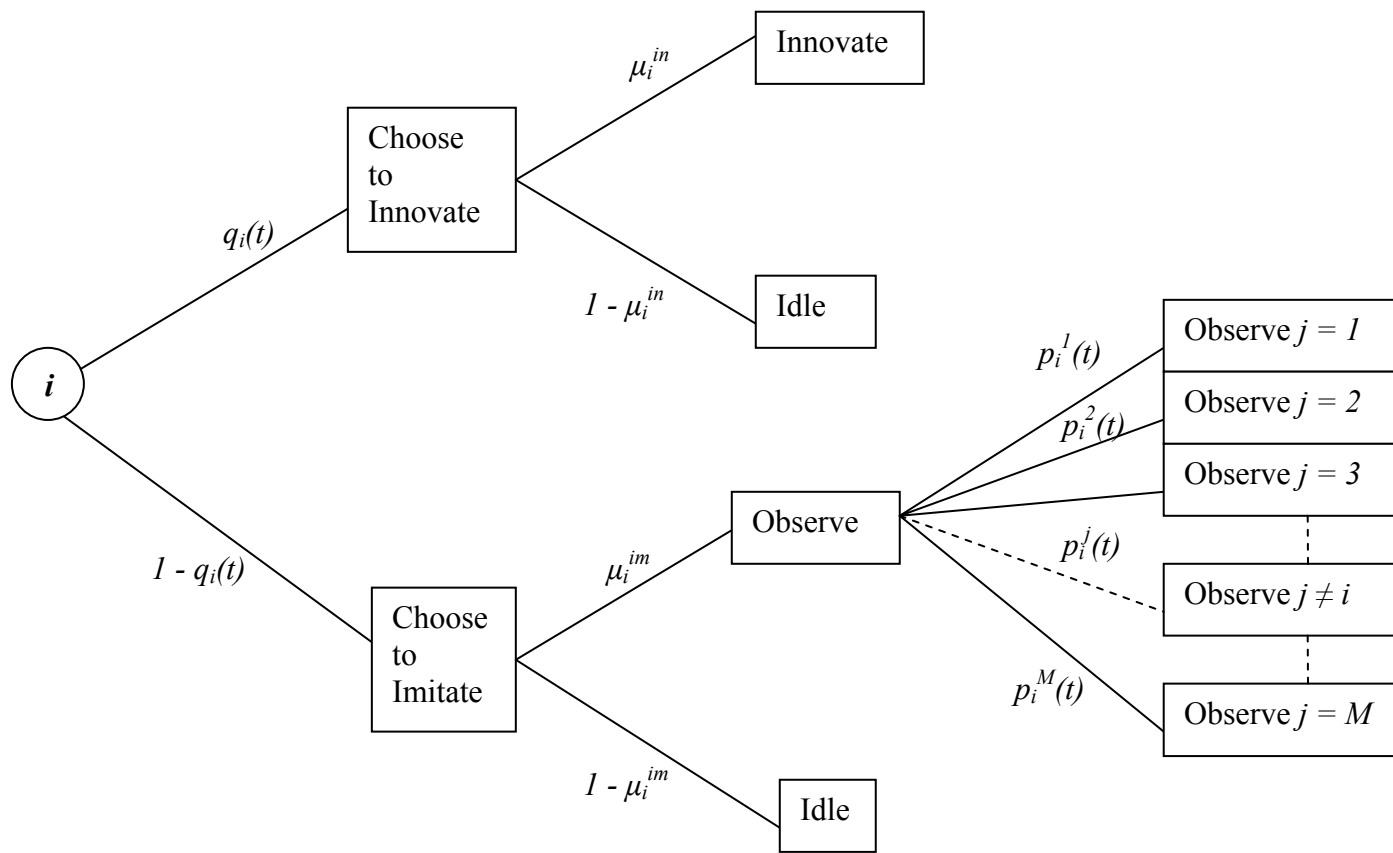 i
q_i(t)
1 - q_i(t)
Choose
to
Innovate
μ_i^{in}
1 - μ_i^{in}
Innovate
Idle
Choose
to
Imitate
μ_i^{im}
1 - μ_i^{im}
Observe
Idle
p_i^1(t)
p_i^2(t)
p_i^j(t)
p_i^M(t)
Observe j = 1
Observe j = 2
Observe j = 3
Observe j ≠ i
Observe j = M